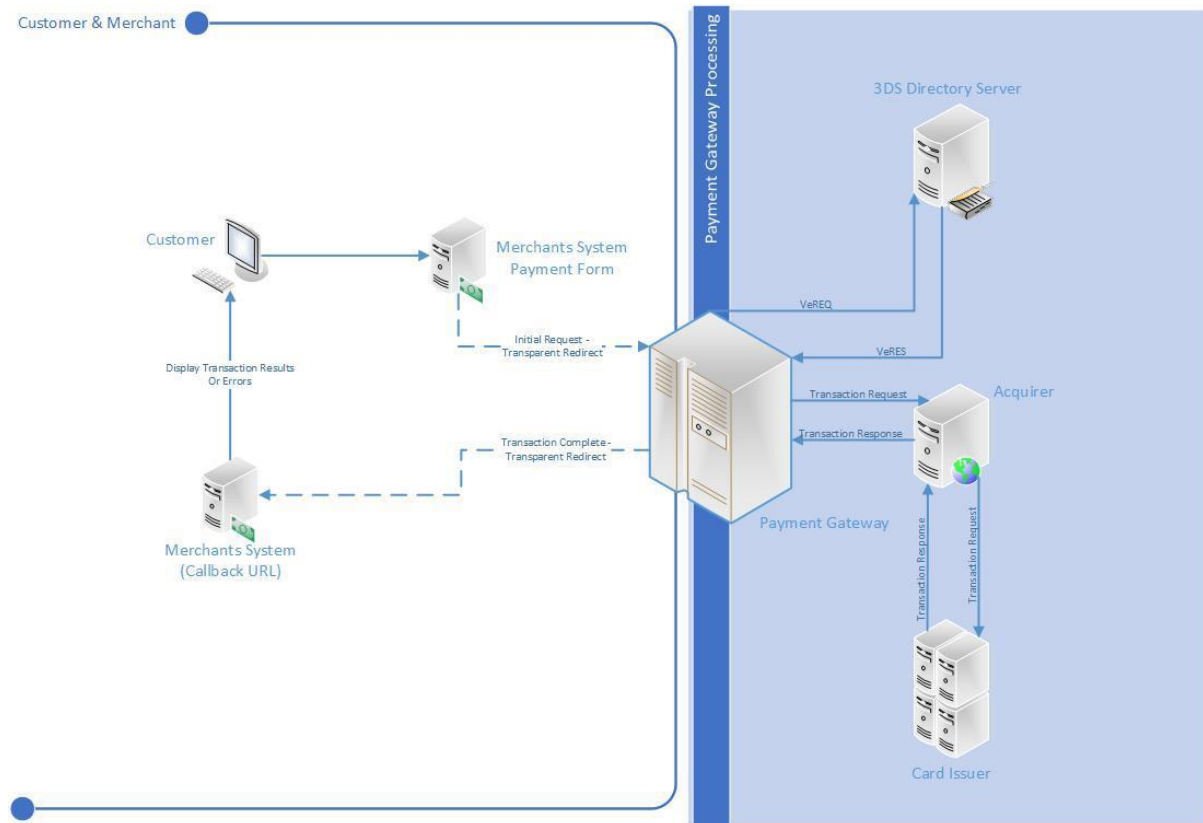 Customer & Merchant
Payment Gateway Processing
3DS Directory Server
Customer
Merchants System
Payment Form
VeREQ
Initial Request -
Transparent Redirect
VeRES
Display Transaction Results
Or Errors
Transaction Request
Acquirer
Transaction Response
Transaction Complete -
Transparent Redirect
Payment Gateway
Merchants System
(Callback URL)
Transaction Response
Transaction Request
Card Issuer